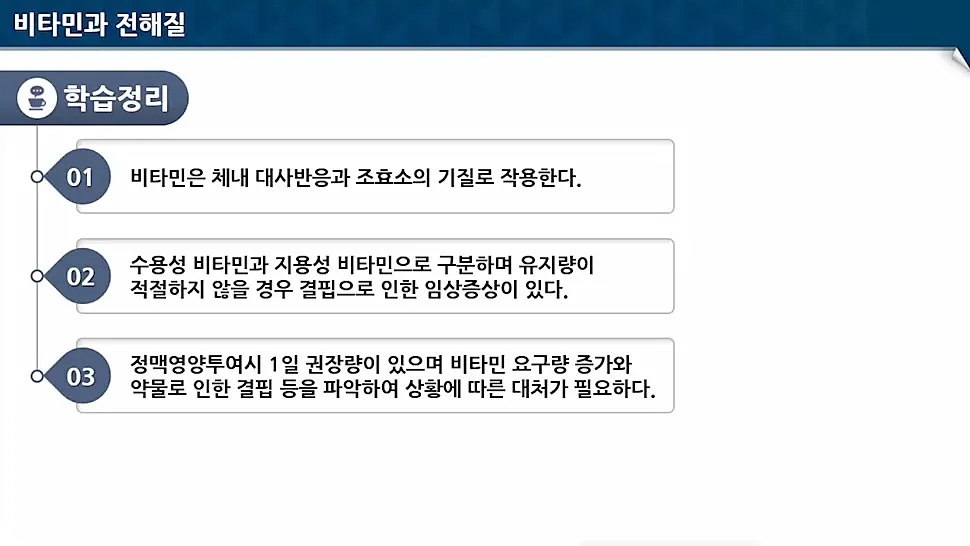 비타민과 전해질
학습정리
01
비타민은 체내 대사반응과 조효소의 기질로 작용한다.
02
수용성 비타민과 지용성 비타민으로 구분하며 유지량이
적절하지 않을 경우 결핍으로 인한 임상증상이 있다.
03
정맥영양투여시 1일 권장량이 있으며 비타민 요구량 증가와
약물로 인한 결핍 등을 파악하여 상황에 따른 대처가 필요하다.